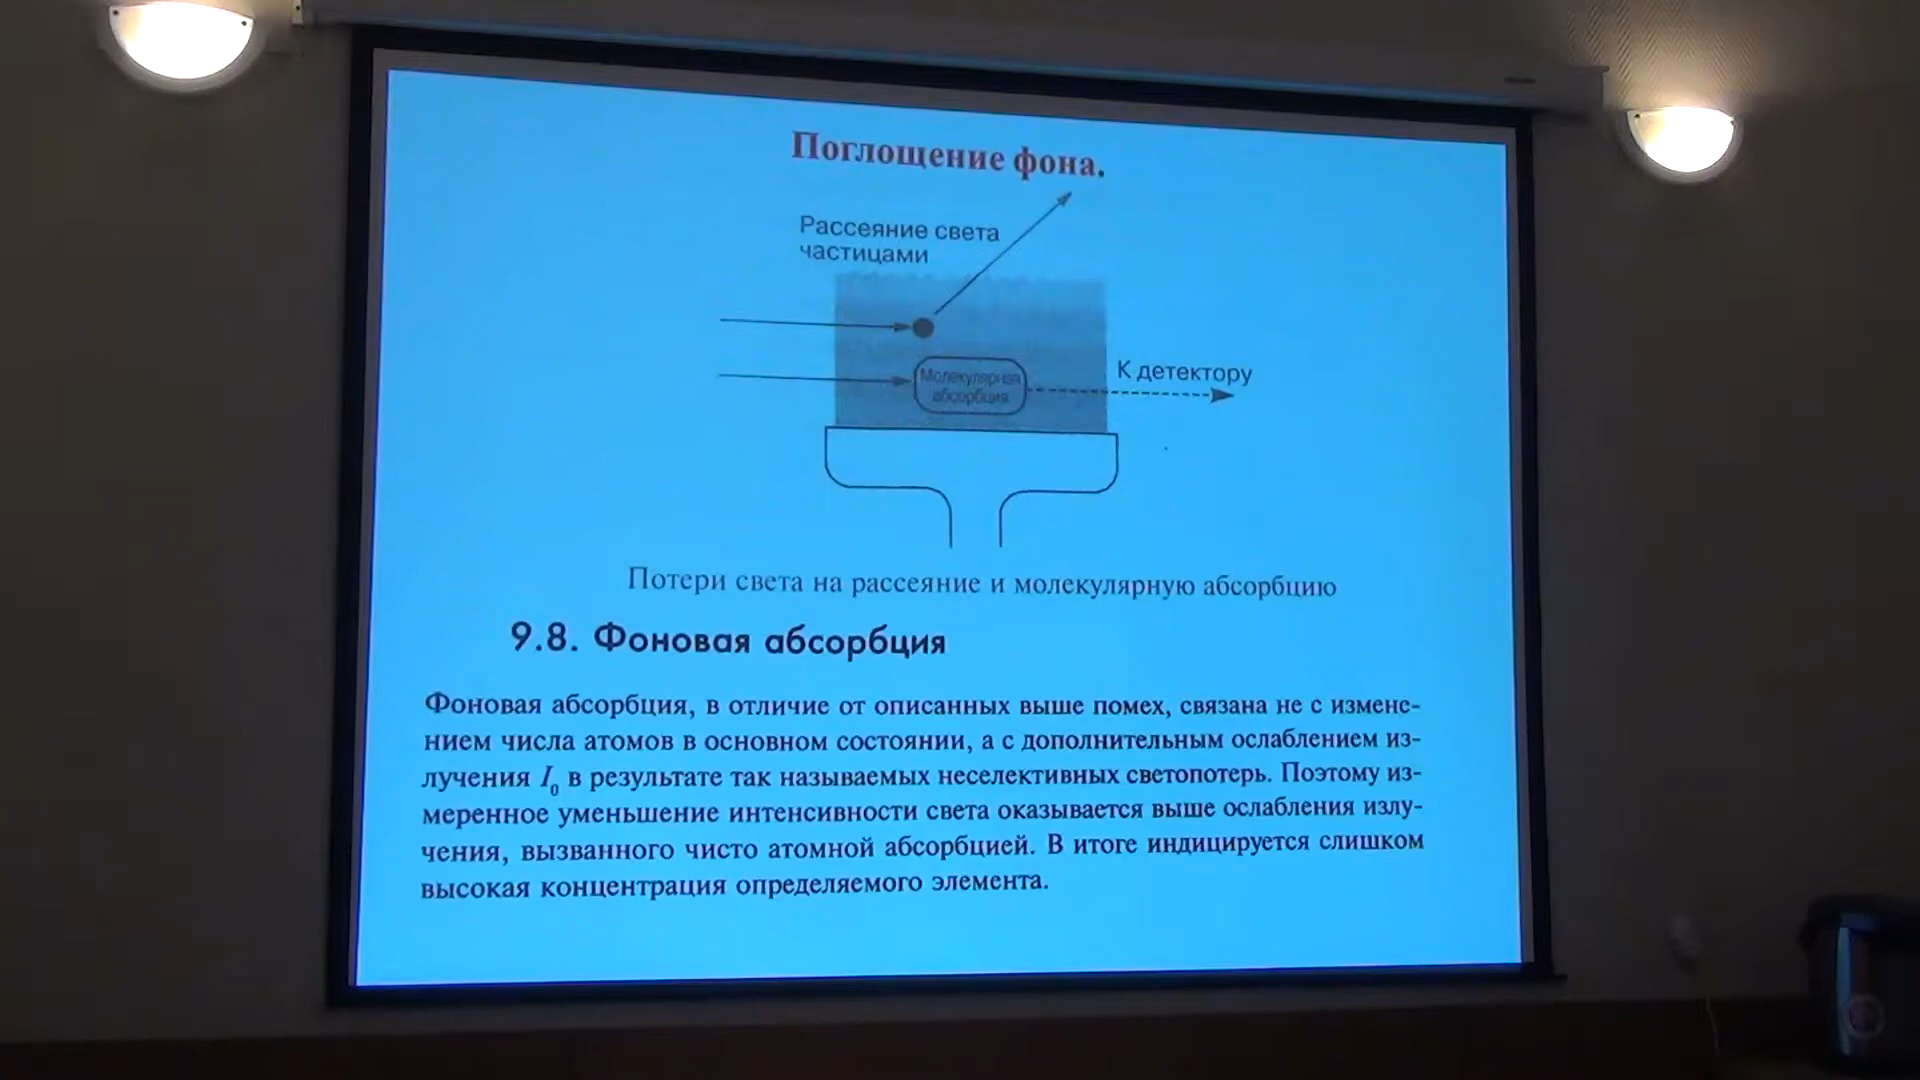 Поглощение фона.
Рассеяние света
частицами
Молекулярная
абсорбция
К детектору
Потери света на рассеяние и молекулярную абсорбцию
9.8. Фоновая абсорбция
Фоновая абсорбция, в отличие от описанных выше помех, связана не с измене-
нием числа атомов в основном состоянии, а с дополнительным ослаблением из-
лучения I₀ в результате так называемых неселективных светопотерь. Поэтому из-
меренное уменьшение интенсивности света оказывается выше ослабления излу-
чения, вызванного чисто атомной абсорбцией. В итоге индицируется слишком
высокая концентрация определяемого элемента.